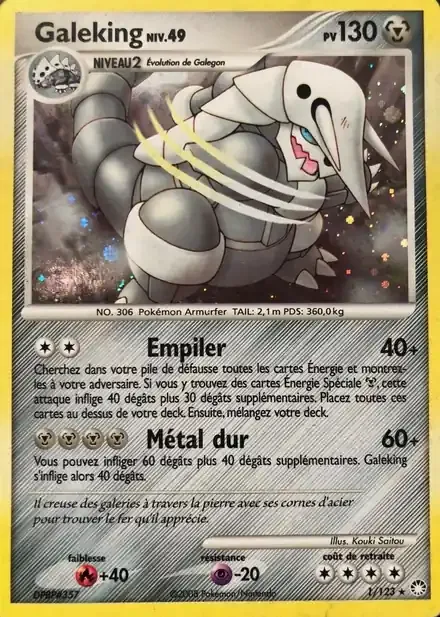 Galeking NIV.49 PV 130
NIVEAU2 Évolution de Galegon
NO. 306 Pokémon Armurfer TAIL: 2,1m PDS: 360,0kg
Empiler 40+
Cherchez dans votre pile de défausse toutes les cartes Énergie et montrez-
les à votre adversaire. Si vous y trouvez des cartes Énergie Spéciale, cette
attaque inflige 40 dégâts plus 30 dégâts supplémentaires. Placez toutes ces
cartes au dessus de votre deck. Ensuite, mélangez votre deck.
Métal dur 60+
Vous pouvez infliger 60 dégâts plus 40 dégâts supplémentaires. Galeking
s'inflige alors 40 dégâts.
Il creuse des galeries à travers la pierre avec ses cornes d'acier
pour trouver le fer qu'il apprécie.
Illus. Kouki Saitou
faiblesse résistance coût de retraite
+40 -20
DPBP#357 ©2008 Pokémon/Nintendo 1/123 ★